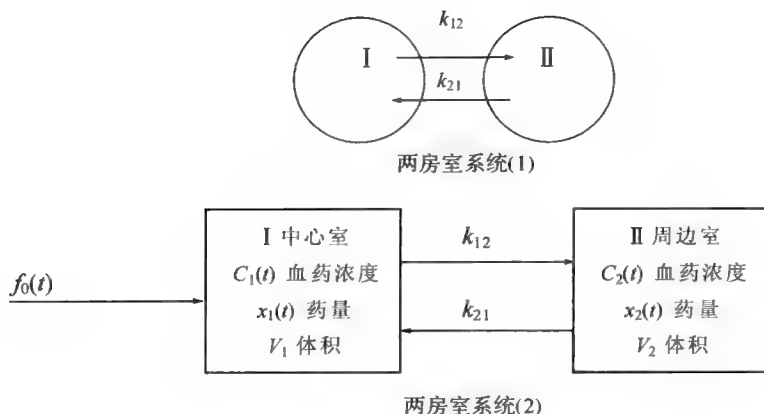 k12
Ⅰ
Ⅱ
k21
两房室系统(1)
Ⅰ 中心室
k12
Ⅱ 周边室
C1(t) 血药浓度
C2(t) 血药浓度
f0(t)
x1(t) 药量
k21
x2(t) 药量
V1 体积
V2 体积
两房室系统(2)